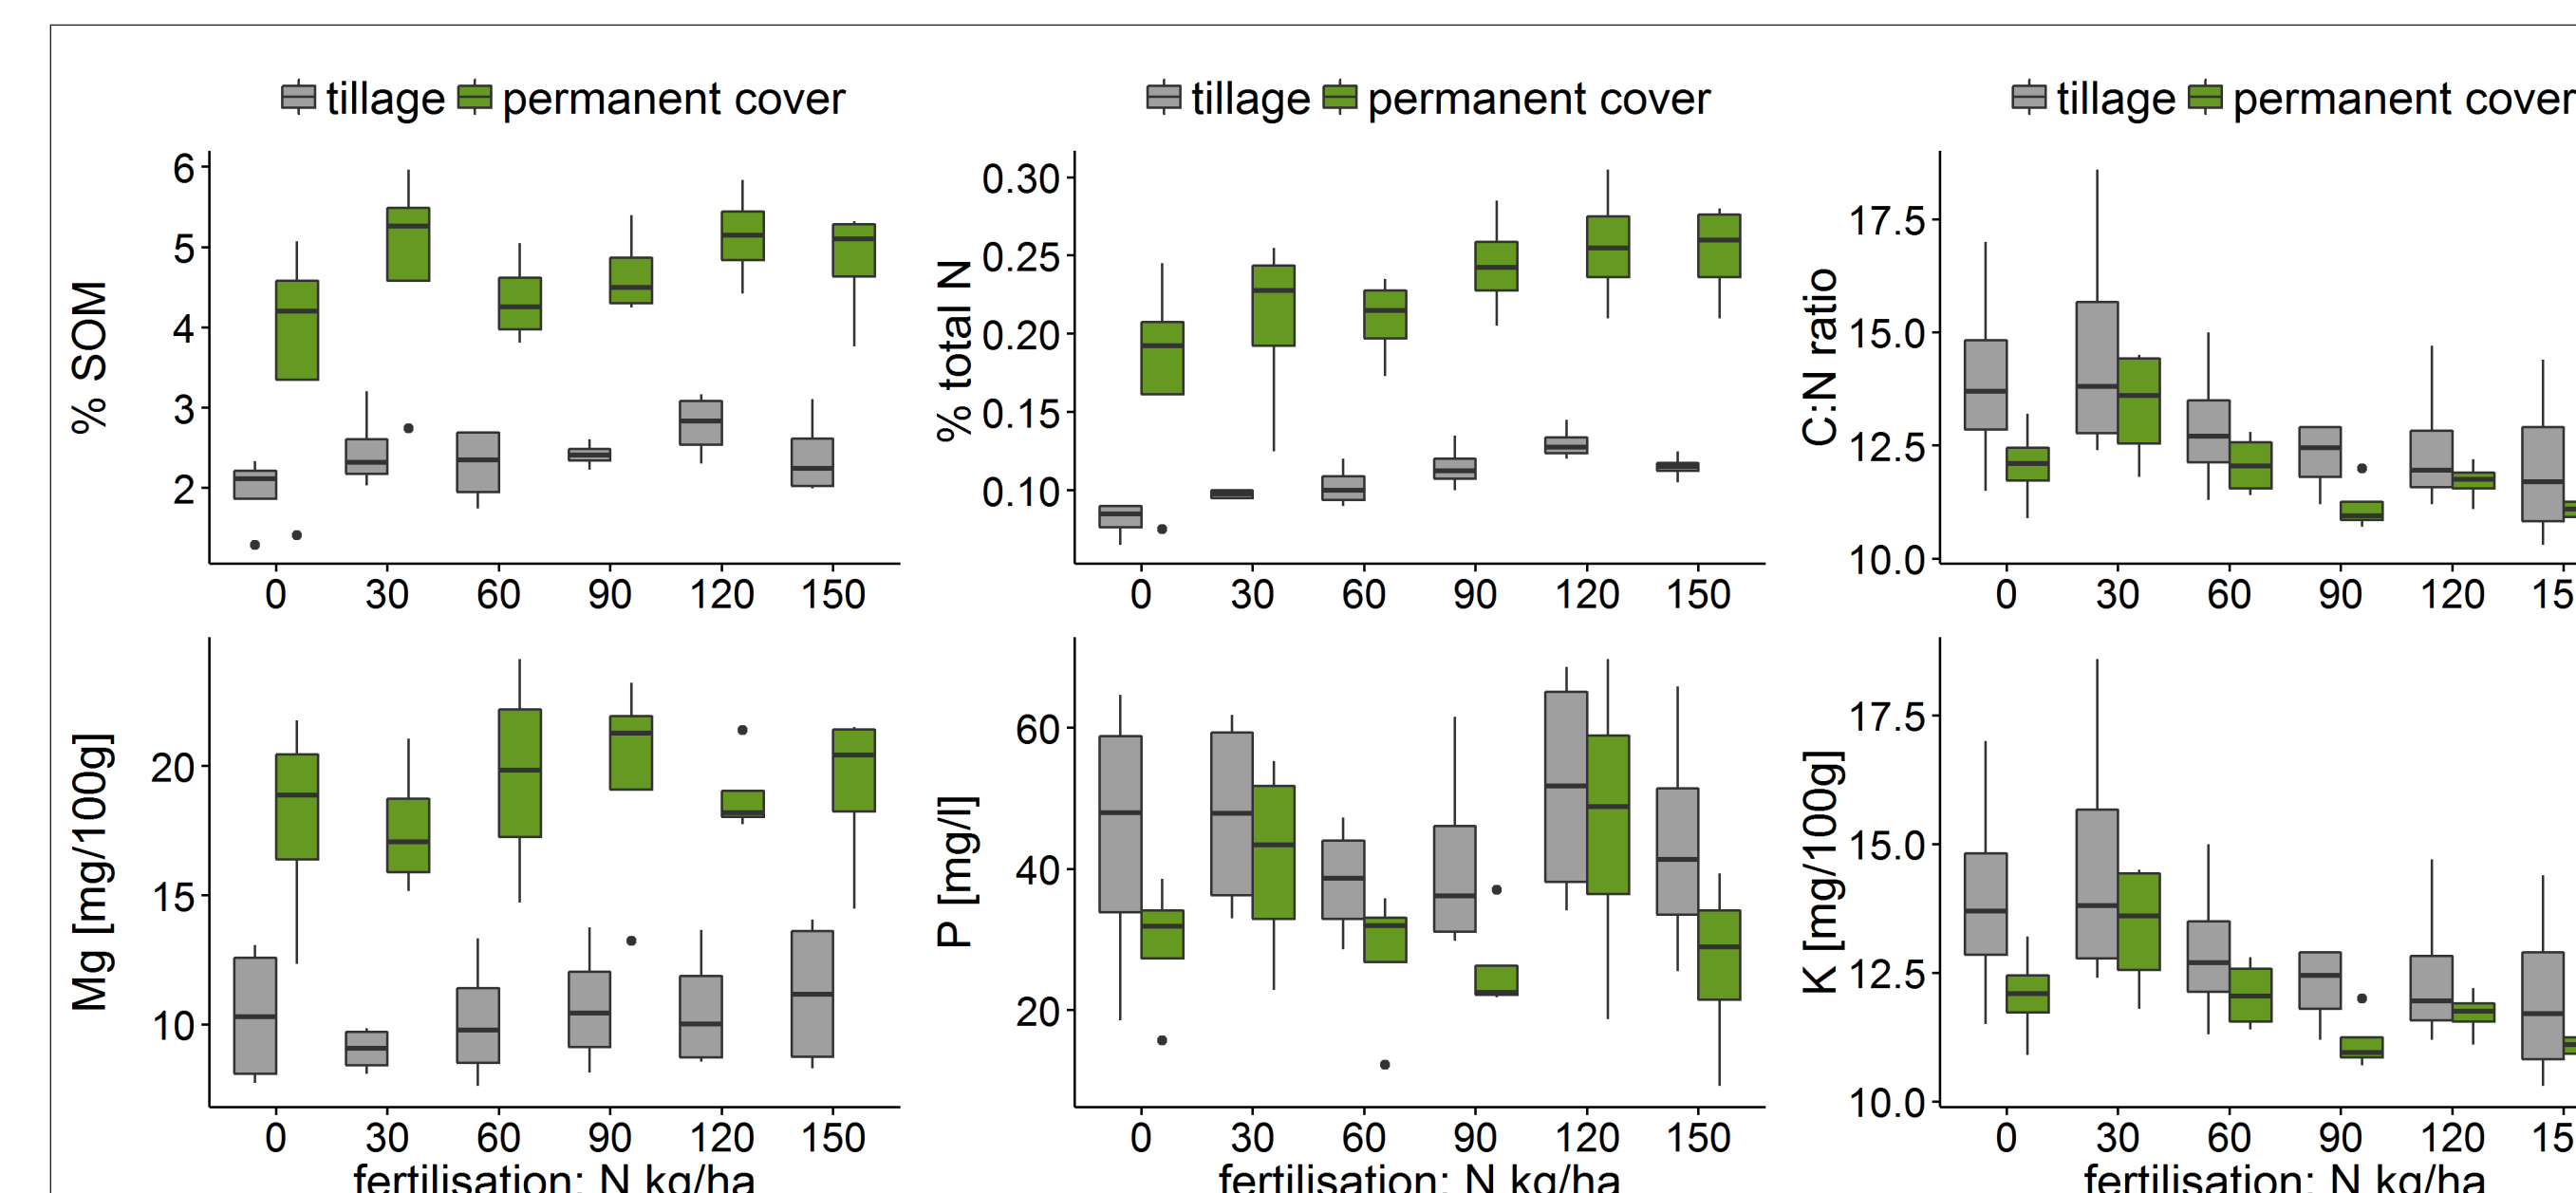 tillage permanent cover
% SOM
6
5
4
3
2
0 30 60 90 120 150
tillage permanent cover
% total N
0.30
0.25
0.20
0.15
0.10
0 30 60 90 120 150
tillage permanent cover
C:N ratio
17.5
15.0
12.5
10.0
0 30 60 90 120 15
Mg [mg/100g]
20
15
10
0 30 60 90 120 150
fertilisation: N kg/ha
P [mg/l]
60
40
20
0 30 60 90 120 150
fertilisation: N kg/ha
K [mg/100g]
17.5
15.0
12.5
10.0
0 30 60 90 120 15
fertilisation: N kg/ha